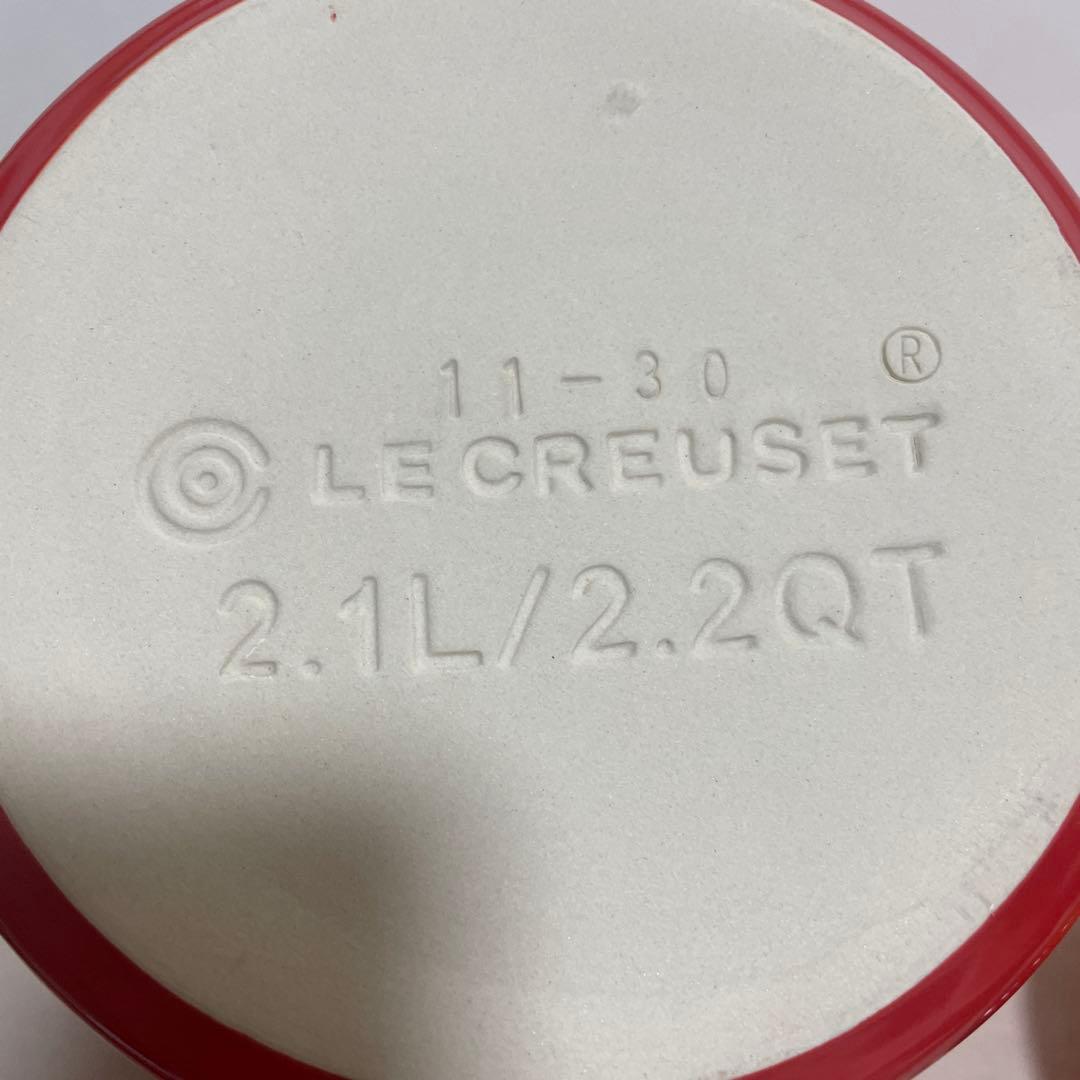 11-30
®
LE CREUSET
2.1L/2.2QT